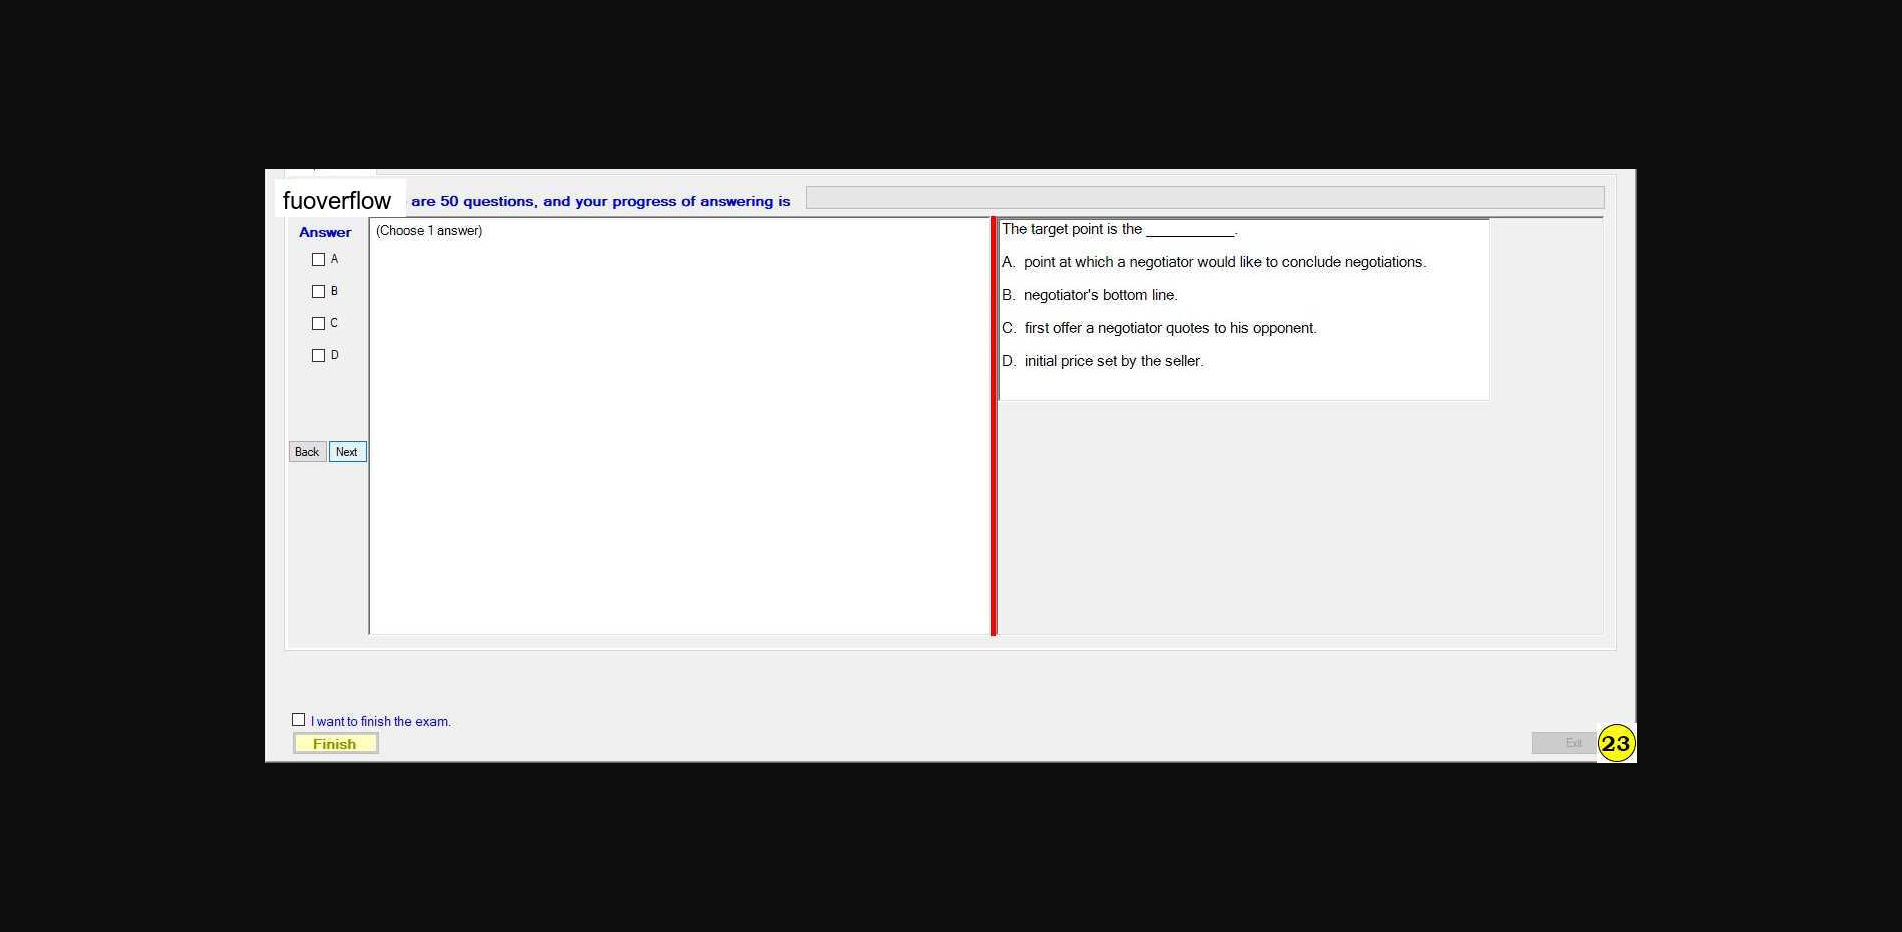 fuoverflow are 50 questions, and your progress of answering is
Answer
(Choose 1 answer)
A
B
C
D
Back Next
The target point is the ___________.
A. point at which a negotiator would like to conclude negotiations.
B. negotiator's bottom line.
C. first offer a negotiator quotes to his opponent.
D. initial price set by the seller.
I want to finish the exam.
Finish
Exit
23